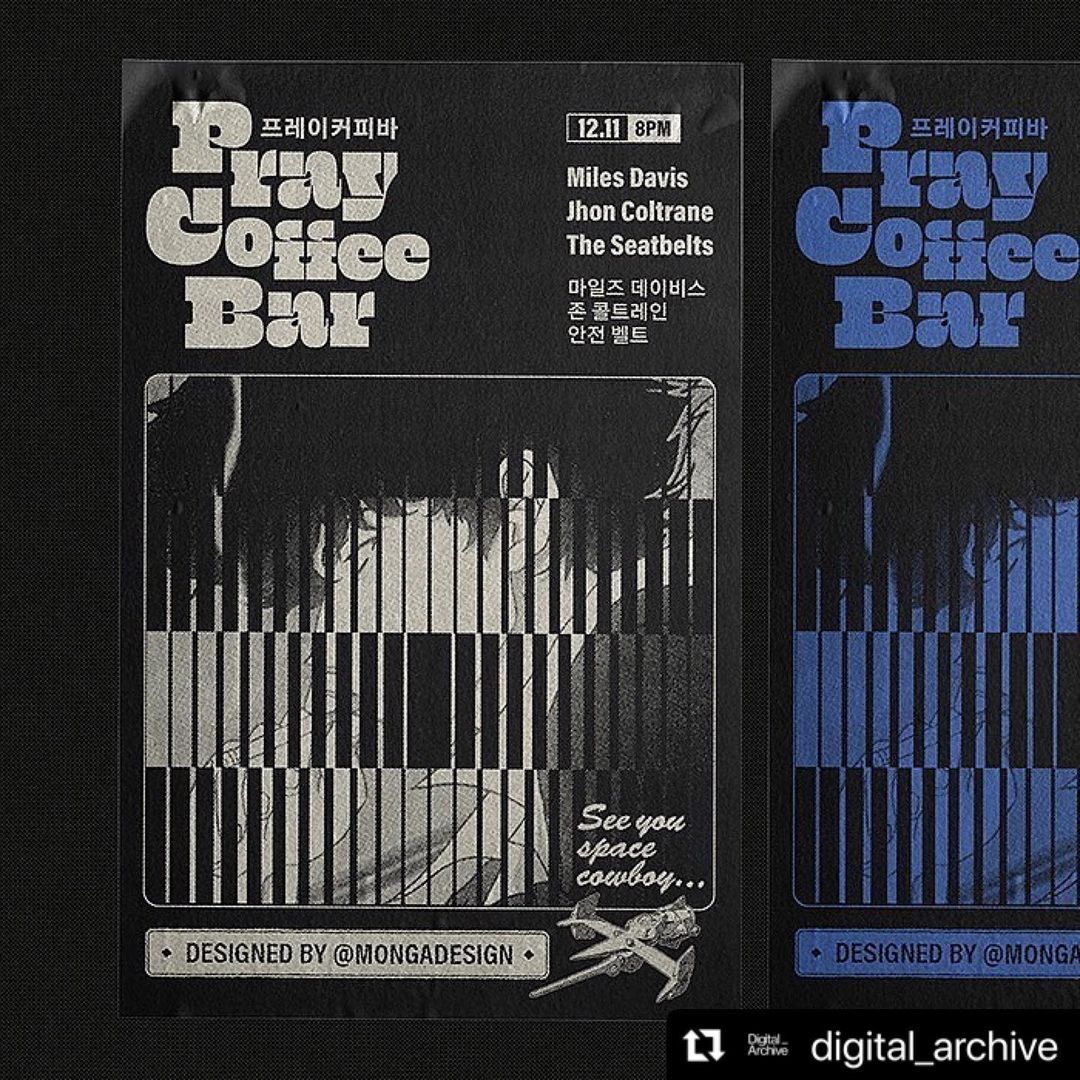 Pray
프레이커피바
Coffee
Bar
12.11 8PM
Miles Davis
Jhon Coltrane
The Seatbelts
마일즈 데이비스
존 콜트레인
안전 벨트
See you
space
cowboy...
DESIGNED BY @MONGADESIGN
Pray
프레이커피바
Coffee
Bar
DESIGNED BY @MONGA
Digital_
Archive
digital_archive